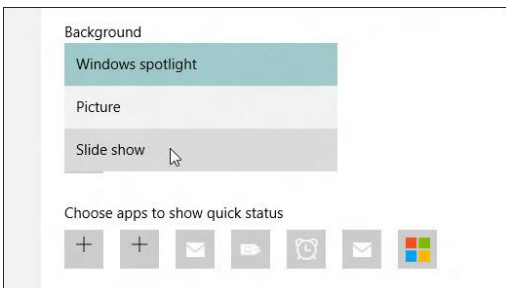 Background
Windows spotlight
Picture
Slide show
Choose apps to show quick status